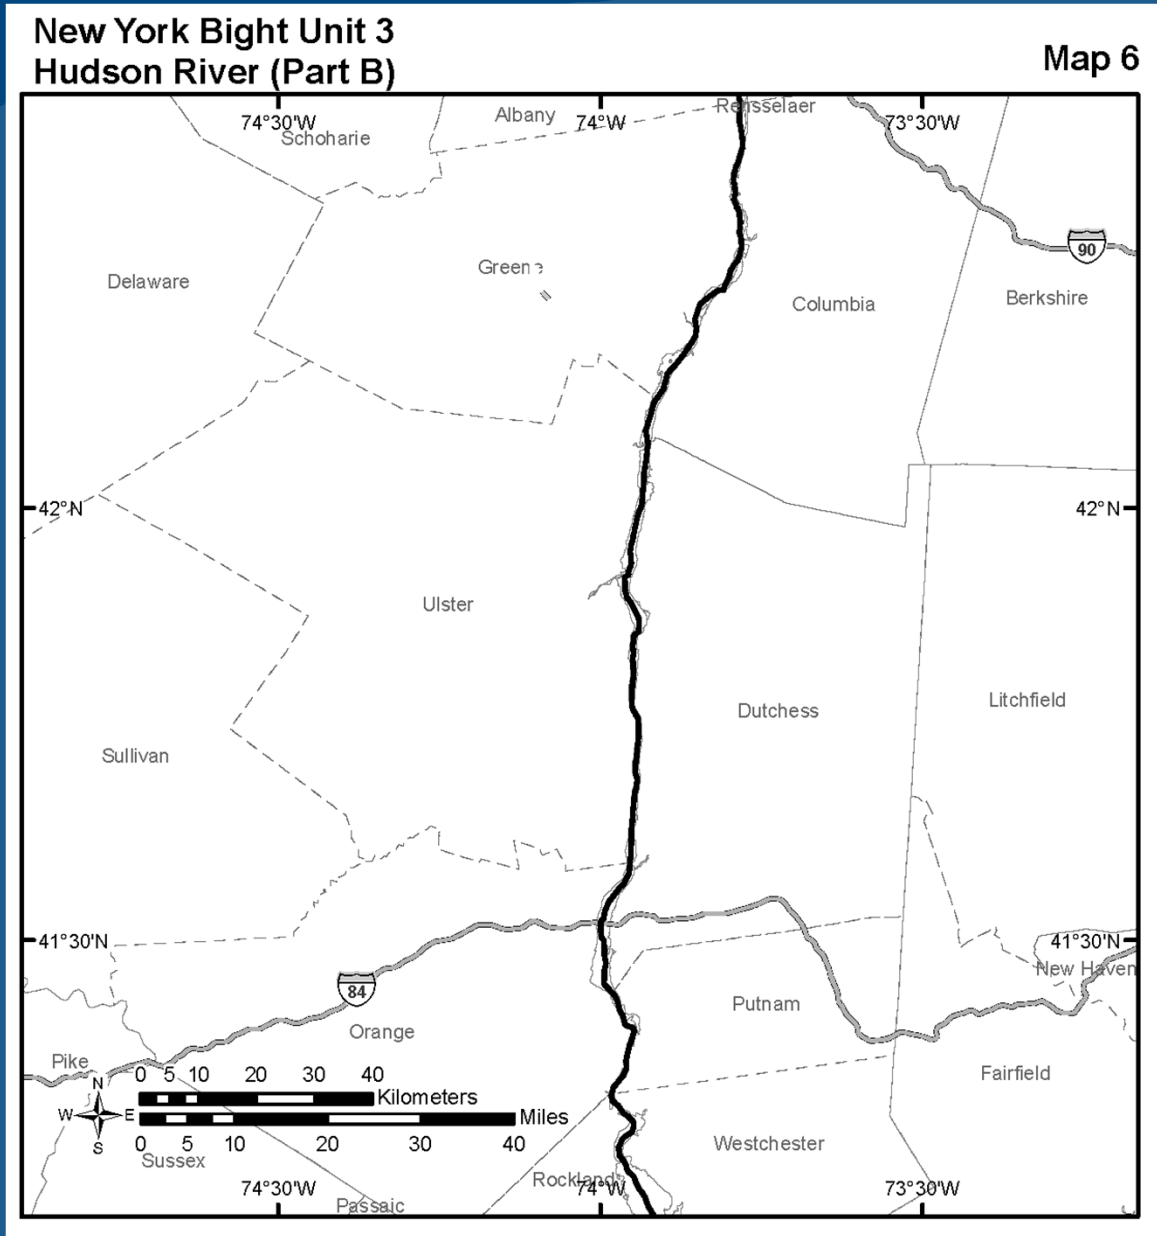 New York Bight Unit 3
Hudson River (Part B)
Map 6
Rensselaer
Albany
74°30'W
74°W
73°30'W
Schoharie
90
Greene
Delaware
Berkshire
Columbia
42°N
42°N
Ulster
Litchfield
Dutchess
Sullivan
41°30'N
41°30'N
New Haven
84
Putnam
Orange
Pike
Fairfield
0 5 10 20 30 40
N
Kilometers
W E
Miles
S
0 5 10 20 30 40
Westchester
Sussex
Rockland
74°30'W
74°W
73°30'W
Passaic